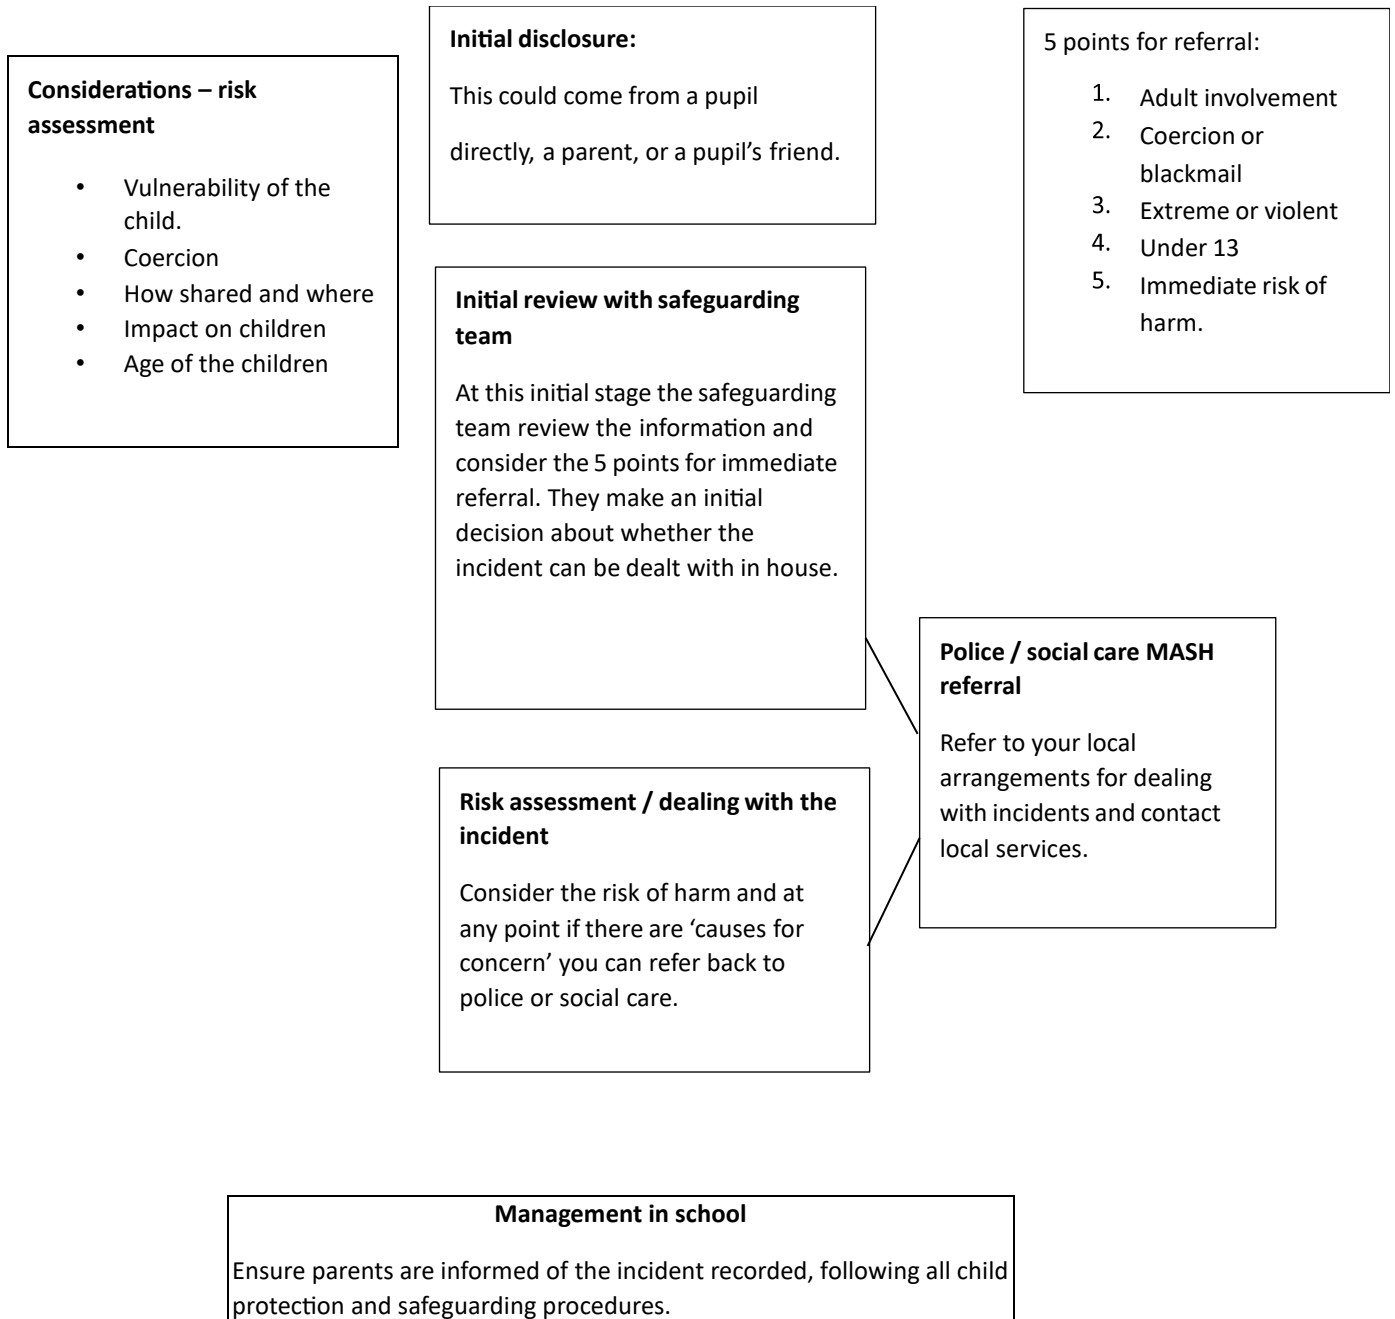 Considerations – risk
assessment
• Vulnerability of the
child.
• Coercion
• How shared and where
• Impact on children
• Age of the children
Initial disclosure:
This could come from a pupil
directly, a parent, or a pupil’s friend.
5 points for referral:
1. Adult involvement
2. Coercion or
blackmail
3. Extreme or violent
4. Under 13
5. Immediate risk of
harm.
Initial review with safeguarding
team
At this initial stage the safeguarding
team review the information and
consider the 5 points for immediate
referral. They make an initial
decision about whether the
incident can be dealt with in house.
Police / social care MASH
referral
Refer to your local
arrangements for dealing
with incidents and contact
local services.
Risk assessment / dealing with the
incident
Consider the risk of harm and at
any point if there are ‘causes for
concern’ you can refer back to
police or social care.
Management in school
Ensure parents are informed of the incident recorded, following all child
protection and safeguarding procedures.